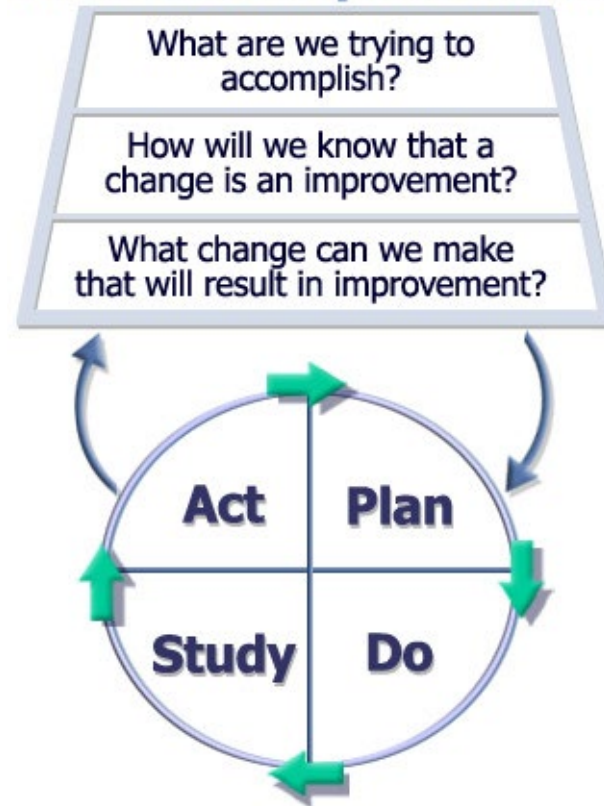 What are we trying to
accomplish?
How will we know that a
change is an improvement?
What change can we make
that will result in improvement?
Act Plan
Study Do